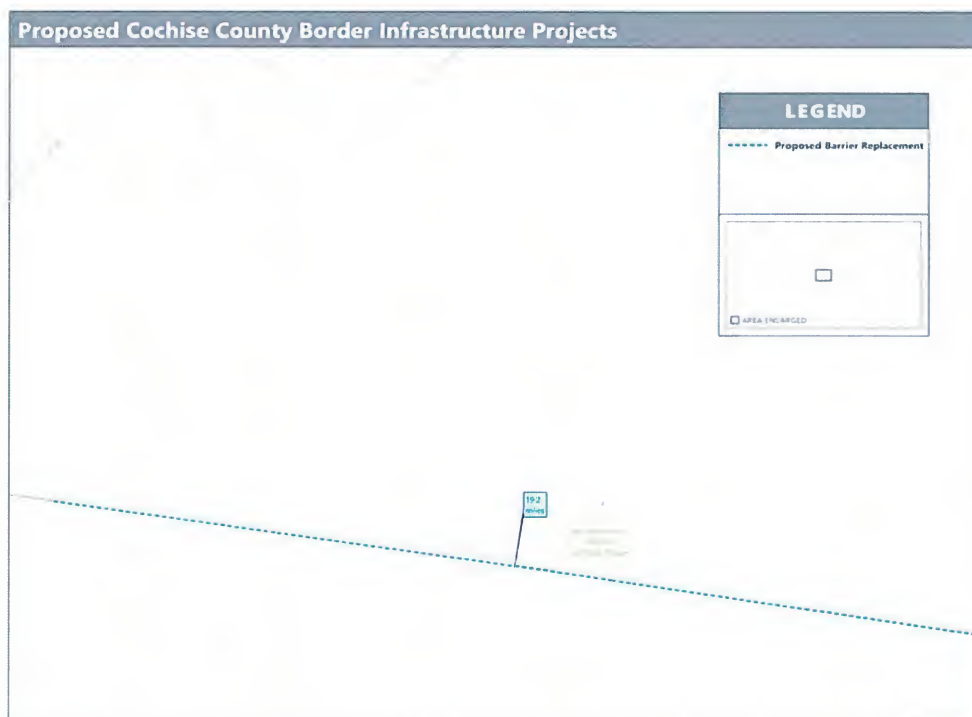 Proposed Cochise County Border Infrastructure Projects
LEGEND
Proposed Barrier Replacement
AREA ENLARGED
19.2
miles